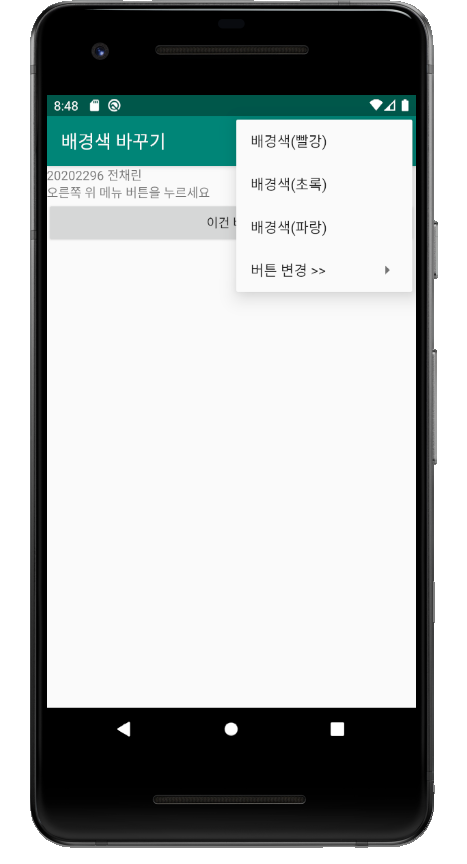 8:48
배경색 바꾸기
배경색(빨강)
20202296 전채린
배경색(초록)
오른쪽 위 메뉴 버튼을 누르세요
이건
배경색(파랑)
버튼 변경 >>